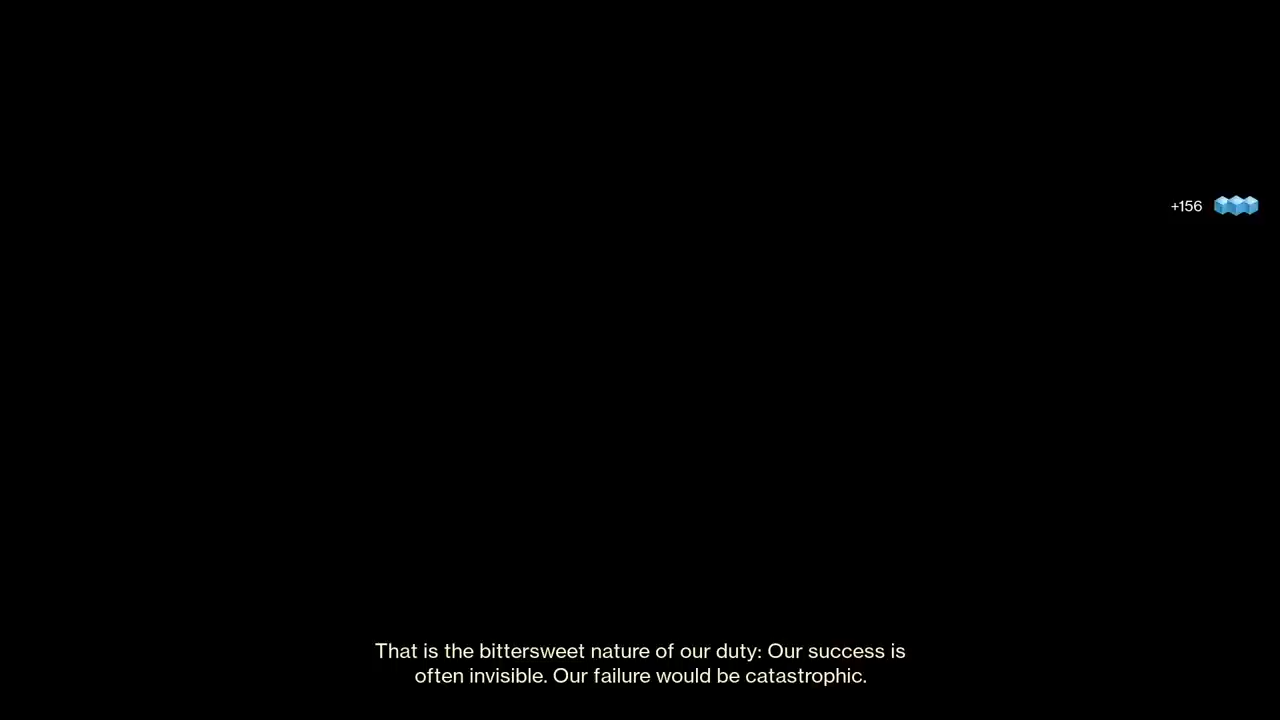 +156
That is the bittersweet nature of our duty: Our success is
often invisible. Our failure would be catastrophic.